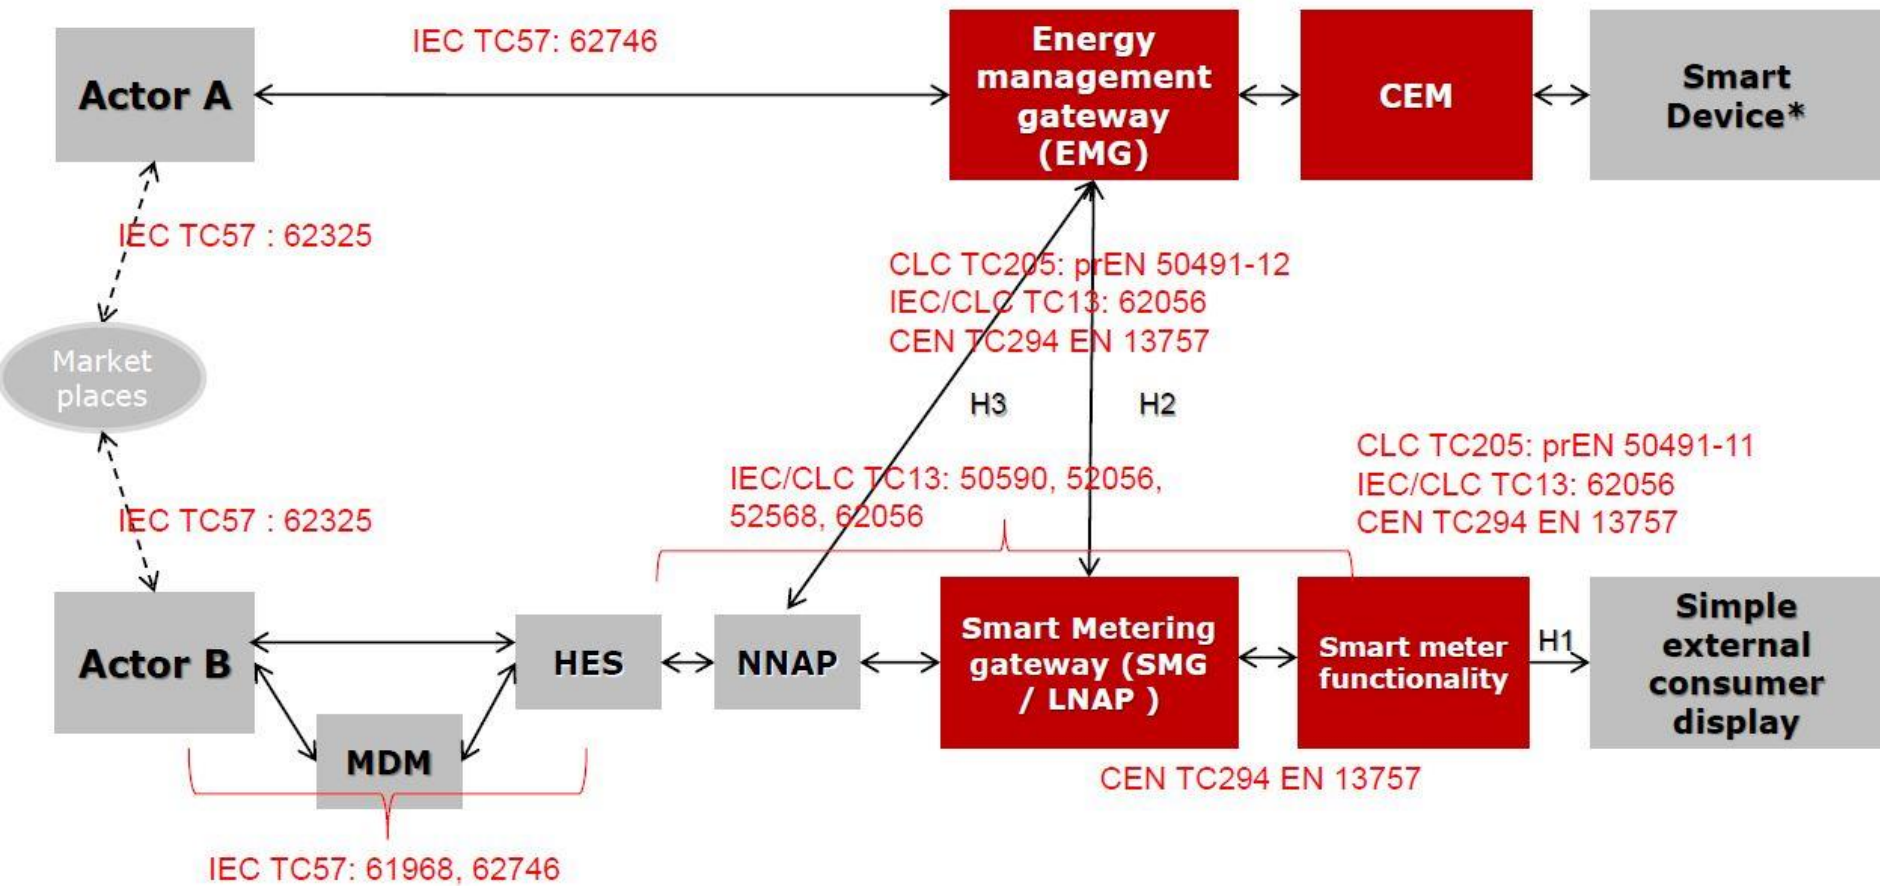 IEC TC57: 62746
Actor A
Energy
management
gateway
(EMG)
CEM
Smart
Device*
IEC TC57 : 62325
CLC TC205: prEN 50491-12
IEC/CLC TC13: 62056
CEN TC294 EN 13757
Market
places
H3
H2
CLC TC205: prEN 50491-11
IEC/CLC TC13: 62056
CEN TC294 EN 13757
IEC/CLC TC13: 50590, 52056,
52568, 62056
IEC TC57 : 62325
Actor B
HES
NNAP
Smart Metering
gateway (SMG
/ LNAP )
Smart meter
functionality
H1
Simple
external
consumer
display
MDM
CEN TC294 EN 13757
IEC TC57: 61968, 62746